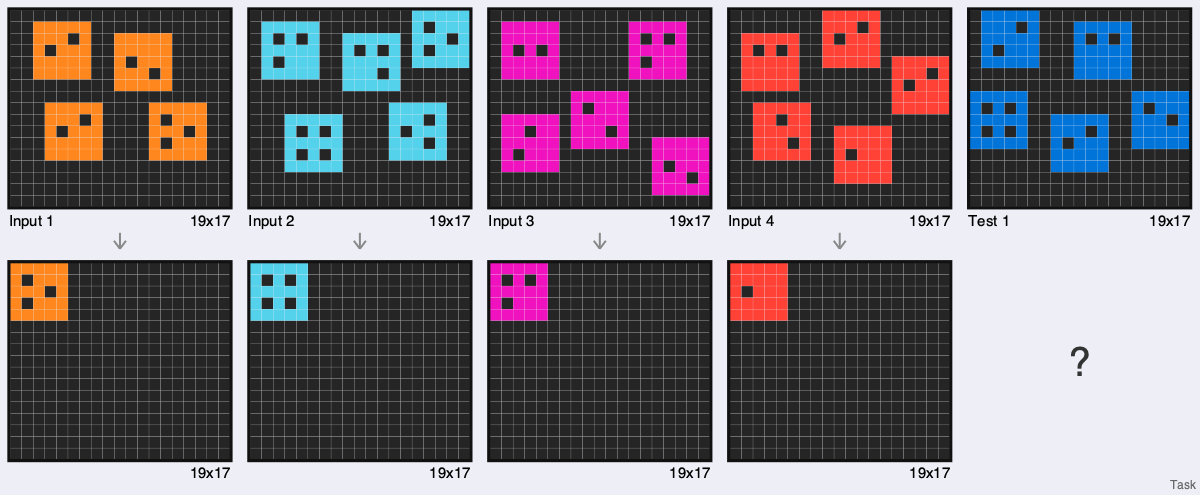 Input 1 19x17
Input 2 19x17
Input 3 19x17
Input 4 19x17
Test 1 19x17
?
19x17
19x17
19x17
19x17
Task